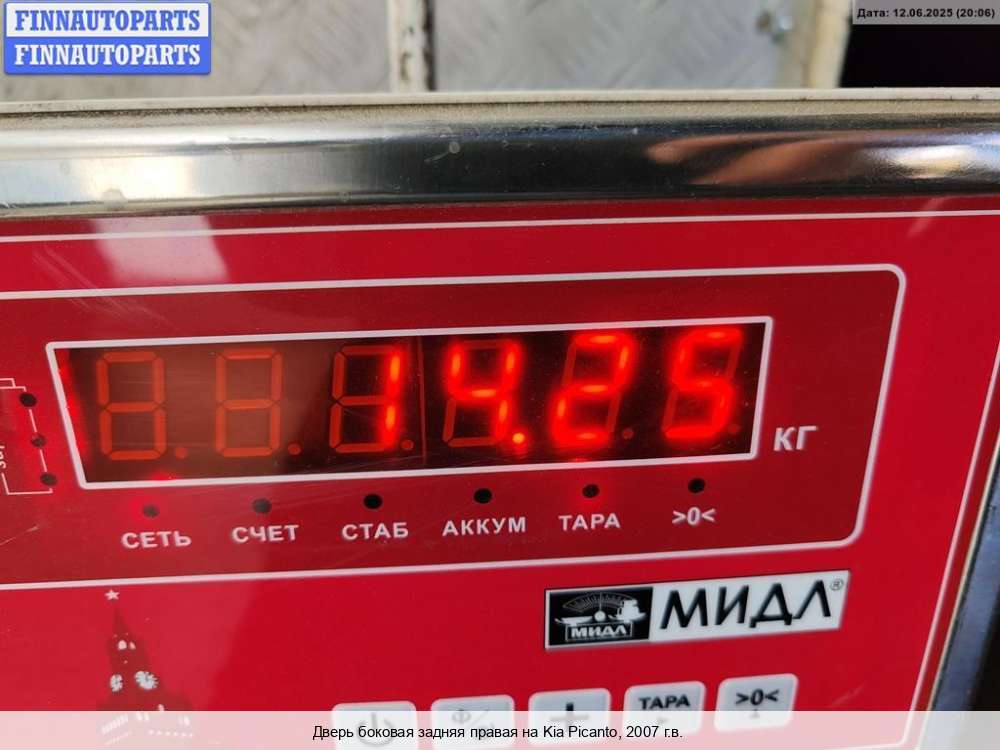 FINNAUTOPARTS
FINNAUTOPARTS
Дата: 12.06.2025 (20:06)
14.25
КГ
СЕТЬ СЧЕТ СТАБ АККУМ ТАРА >0<
МИДЛ МИДЛ®
ТАРА >0<
Дверь боковая задняя правая на Kia Picanto, 2007 г.в.